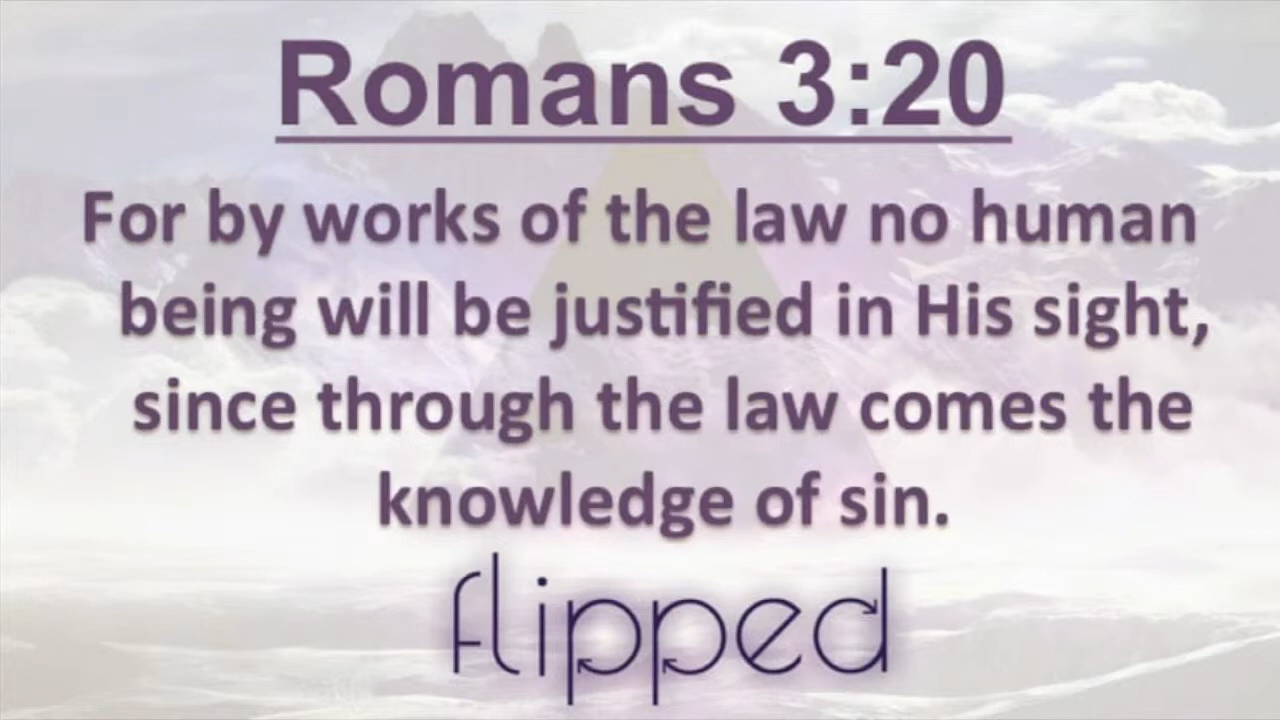 Romans 3:20
For by works of the law no human
being will be justified in His sight,
since through the law comes the
knowledge of sin.
flipped